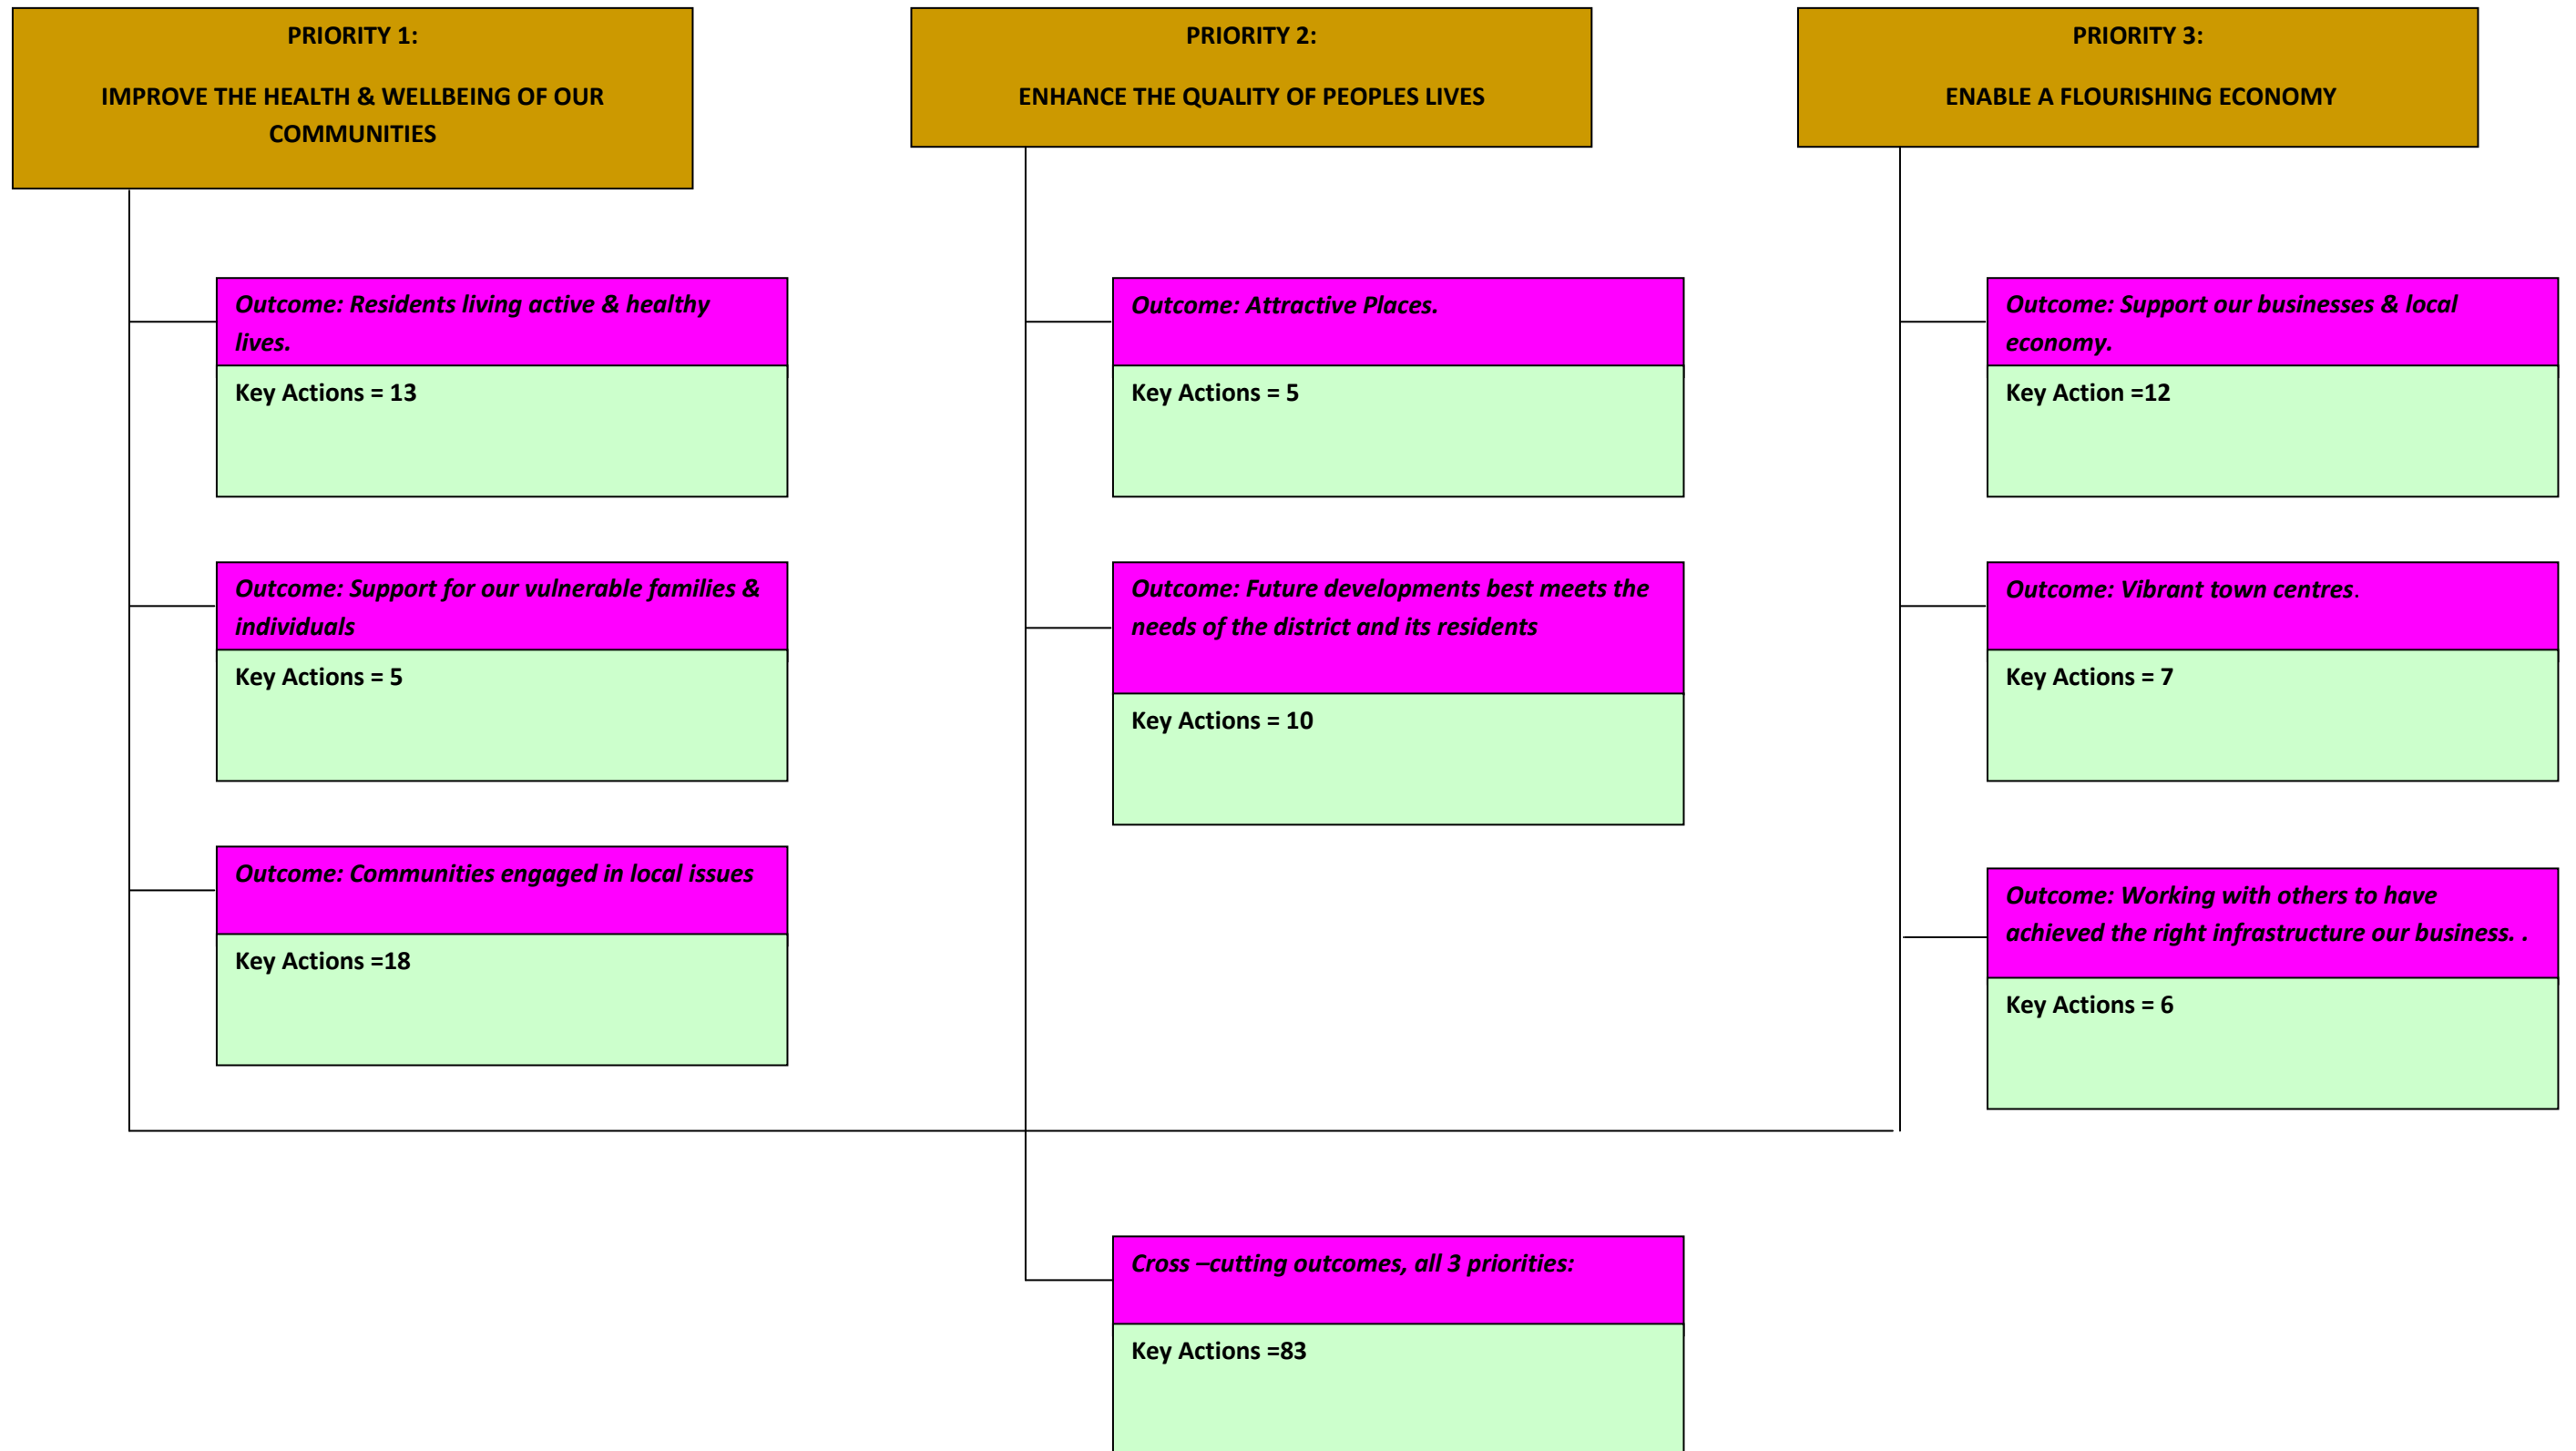 PRIORITY 1:
IMPROVE THE HEALTH & WELLBEING OF OUR
COMMUNITIES
Outcome: Residents living active & healthy
lives.
Key Actions = 13
Outcome: Support for our vulnerable families &
individuals
Key Actions = 5
Outcome: Communities engaged in local issues
Key Actions =18
PRIORITY 2:
ENHANCE THE QUALITY OF PEOPLES LIVES
Outcome: Attractive Places.
Key Actions = 5
Outcome: Future developments best meets the
needs of the district and its residents
Key Actions = 10
PRIORITY 3:
ENABLE A FLOURISHING ECONOMY
Outcome: Support our businesses & local
economy.
Key Action =12
Outcome: Vibrant town centres.
Key Actions = 7
Outcome: Working with others to have
achieved the right infrastructure our business. .
Key Actions = 6
Cross –cutting outcomes, all 3 priorities:
Key Actions =83